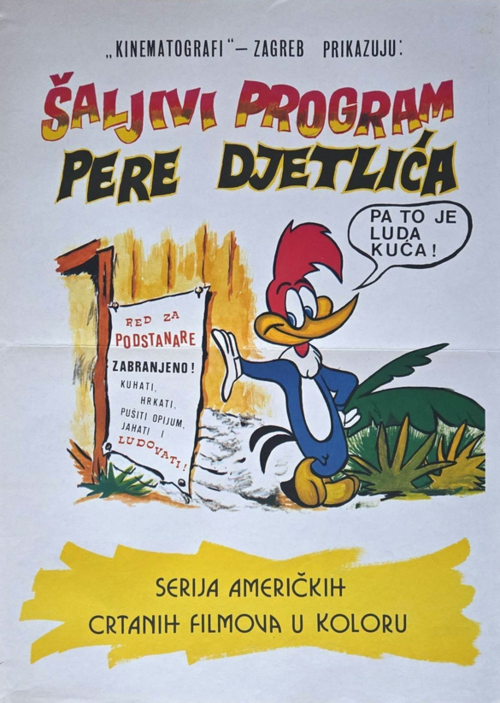 „KINEMATOGRAFI“ – ZAGREB PRIKAZUJU:
ŠALJIVI PROGRAM
PERE DJETLIĆA
PA TO JE
LUDA
KUĆA!
RED ZA
PODSTANARE
ZABRANJENO!
KUHATI,
HRKATI,
PUŠITI OPIJUM,
JAHATI I
LUDOVATI!
SERIJA AMERIČKIH
CRTANIH FILMOVA U KOLORU